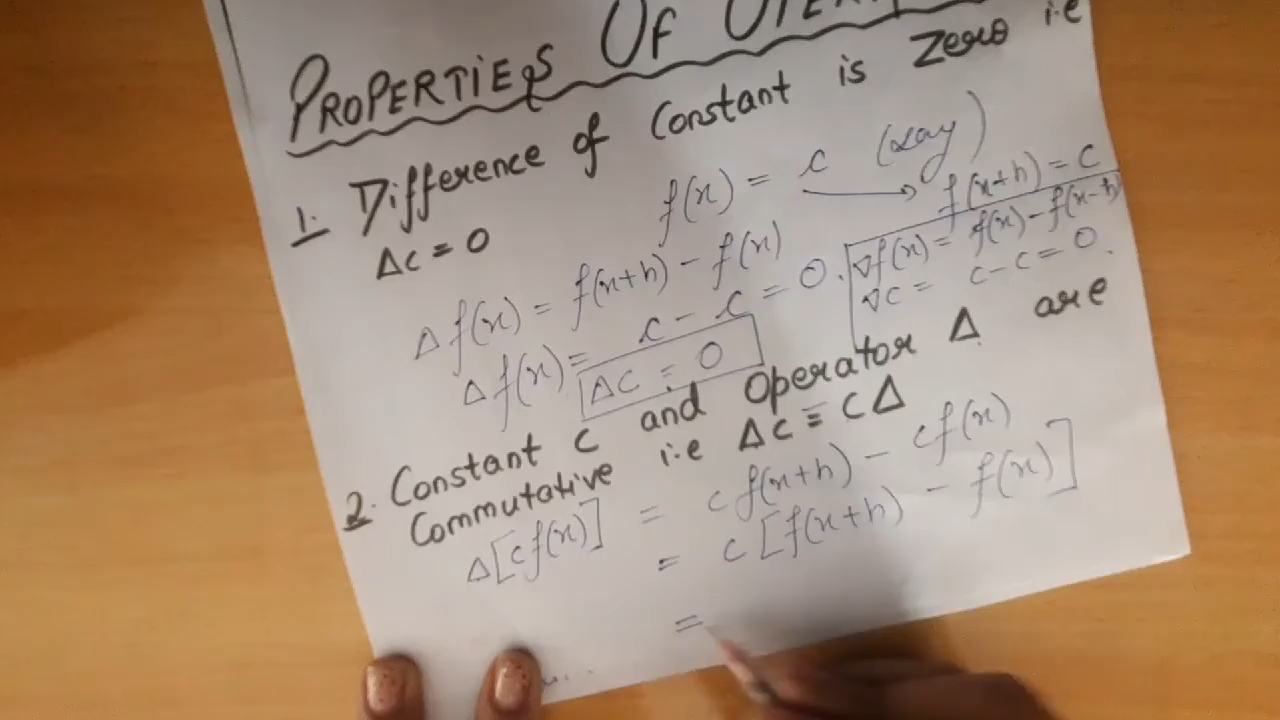 PROPERTIES OF
1. Difference of Constant is Zero i.e
ΔC = 0
f(x) = c (say)
f(x+h) = C
Δf(x) = f(x+h) - f(x)
Δf(x) = c - c = 0.
ΔC = 0
∇f(x) = f(x) - f(x-h)
∇c = c - c = 0.
2. Constant C and Operator Δ are
Commutative i.e ΔC ≡ CΔ
Δ[cf(x)] = c f(x+h) - cf(x)
= c[f(x+h) - f(x)]
=